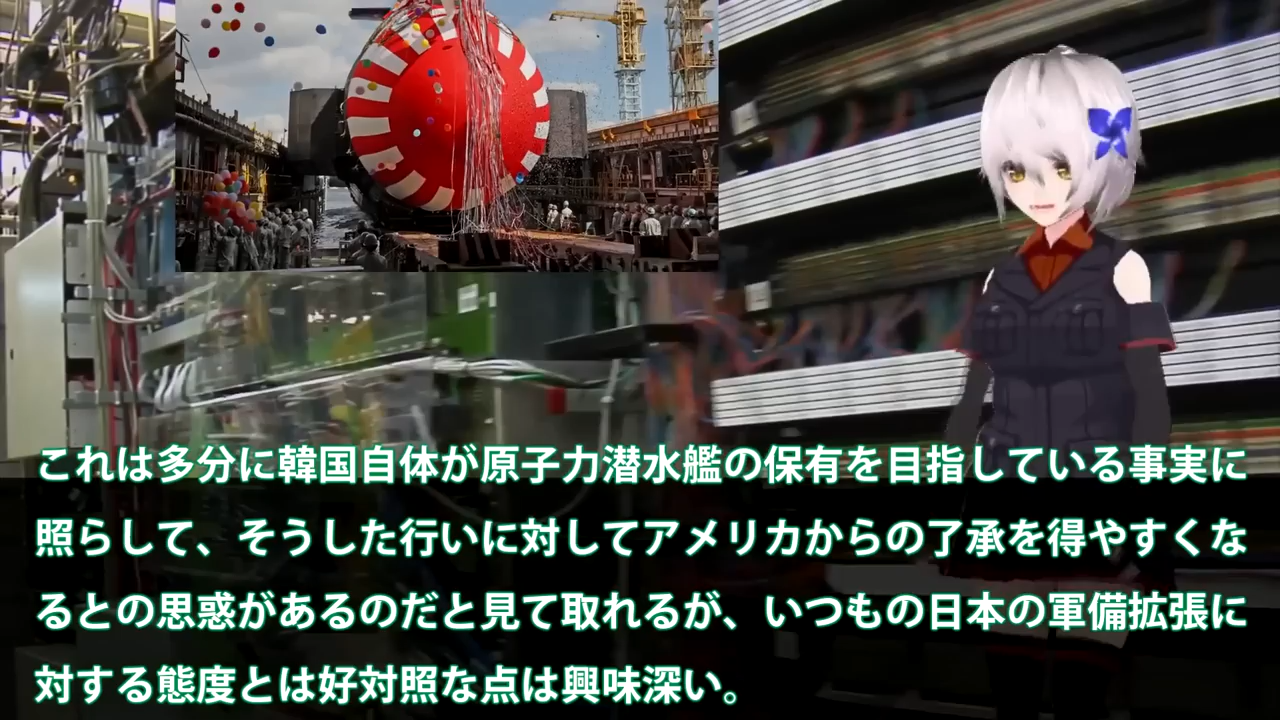 これは多分に韓国自体が原子力潜水艦の保有を目指している事実に
照らして、そうした行いに対してアメリカからの了承を得やすくな
るとの思惑があるのだと見て取れるが、いつもの日本の軍備拡張に
対する態度とは好対照な点は興味深い。